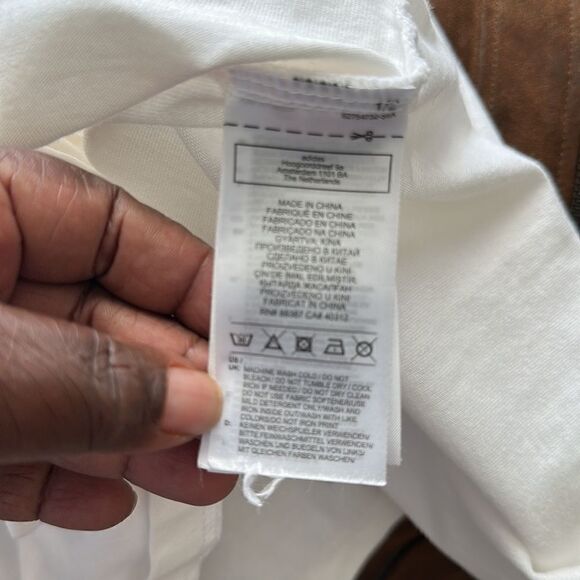 adidas
Hoogoorddreef 9a
Amsterdam 1101 BA
The Netherlands
MADE IN CHINA
FABRIQUÉ EN CHINE
FABRICADO EN CHINA
FABRICADO NA CHINA
GYÁRTVA: KÍNA
ПРОИЗВЕДЕНО В КИТАЙ
СДЕЛАНО В КИТАЕ
PROIZVEDENO U KINI
ÇİN'DE İMAL EDİLMİŞTİR
ҚЫТАЙДА ЖАСАЛҒАН
PROIZVEDENO U KINI
FABRICAT IN CHINA
RN# 88387 CA# 40312
US /
UK: MACHINE WASH COLD / DO NOT
BLEACH / DO NOT TUMBLE DRY / COOL
IRON IF NEEDED / DO NOT DRY CLEAN
DO NOT USE FABRIC SOFTENER/USE
MILD DETERGENT ONLY/WASH AND
IRON INSIDE OUT/WASH WITH LIKE
COLORS/DO NOT IRON PRINT
D: KEINEN WEICHSPÜLER VERWENDEN/
BITTE FEINWASCHMITTEL VERWENDEN/
WASCHEN UND BUEGELN VON LINKS/
MIT GLEICHEN FARBEN WASCHEN/